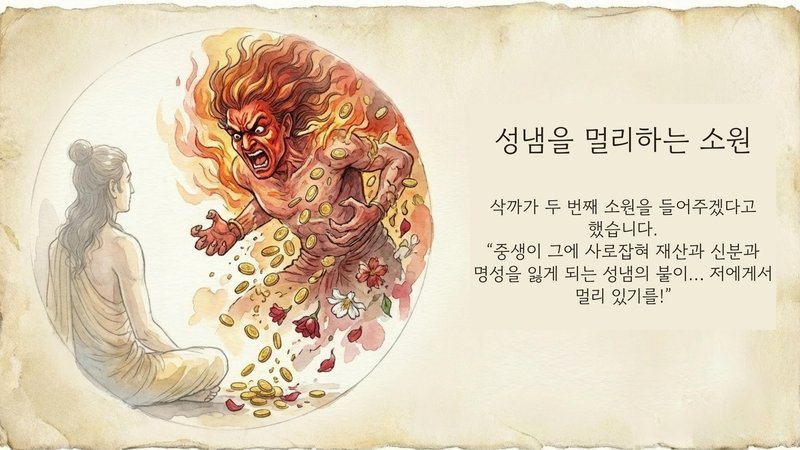 성냄을 멀리하는 소원
삭까가 두 번째 소원을 들어주겠다고
했습니다.
“중생이 그에 사로잡혀 재산과 신분과
명성을 잃게 되는 성냄의 불이... 저에게서
멀리 있기를!”